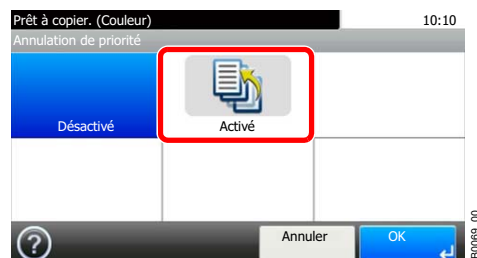 Prêt à copier. (Couleur) 10:10
Annulation de priorité
Désactivé Activé
? Annuler OK
B0069_00